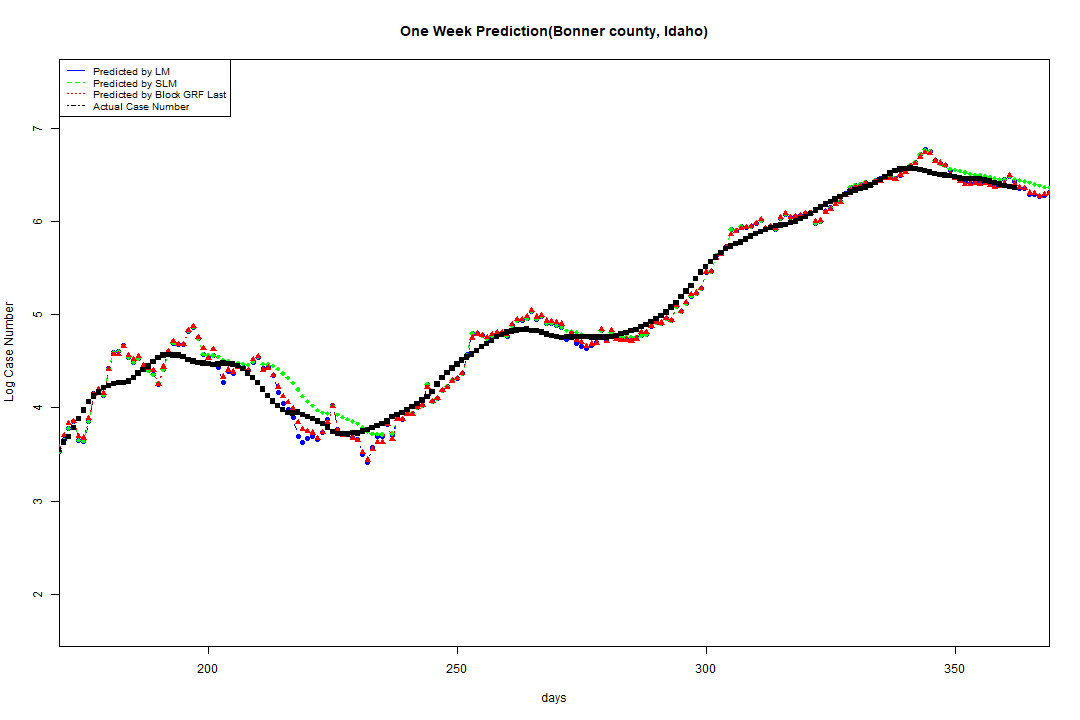 One Week Prediction(Bonner county, Idaho)
Predicted by LM
Predicted by SLM
Predicted by Block GRF Last
Actual Case Number
Log Case Number
7
6
5
4
3
2
200 250 300 350
days